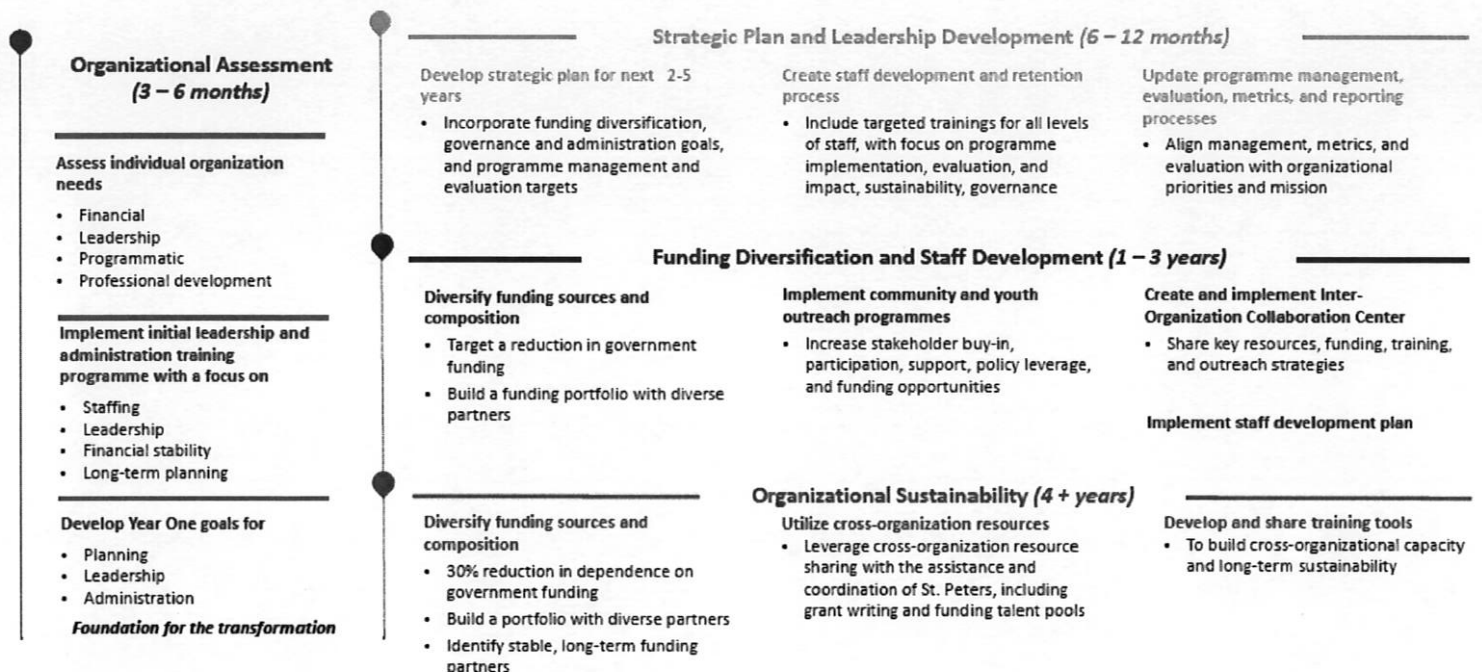 Organizational Assessment
(3 – 6 months)
Assess individual organization
needs
• Financial
• Leadership
• Programmatic
• Professional development
Implement initial leadership and
administration training
programme with a focus on
• Staffing
• Leadership
• Financial stability
• Long-term planning
Develop Year One goals for
• Planning
• Leadership
• Administration
Foundation for the transformation
Strategic Plan and Leadership Development (6 – 12 months)
Develop strategic plan for next 2-5
years
• Incorporate funding diversification,
governance and administration goals,
and programme management and
evaluation targets
Create staff development and retention
process
• Include targeted trainings for all levels
of staff, with focus on programme
implementation, evaluation, and
impact, sustainability, governance
Update programme management,
evaluation, metrics, and reporting
processes
• Align management, metrics, and
evaluation with organizational
priorities and mission
Funding Diversification and Staff Development (1 – 3 years)
Diversify funding sources and
composition
• Target a reduction in government
funding
• Build a funding portfolio with diverse
partners
Implement community and youth
outreach programmes
• Increase stakeholder buy-in,
participation, support, policy leverage,
and funding opportunities
Create and implement Inter-
Organization Collaboration Center
• Share key resources, funding, training,
and outreach strategies
Implement staff development plan
Organizational Sustainability (4 + years)
Diversify funding sources and
composition
• 30% reduction in dependence on
government funding
• Build a portfolio with diverse partners
• Identify stable, long-term funding
partners
Utilize cross-organization resources
• Leverage cross-organization resource
sharing with the assistance and
coordination of St. Peters, including
grant writing and funding talent pools
Develop and share training tools
• To build cross-organizational capacity
and long-term sustainability